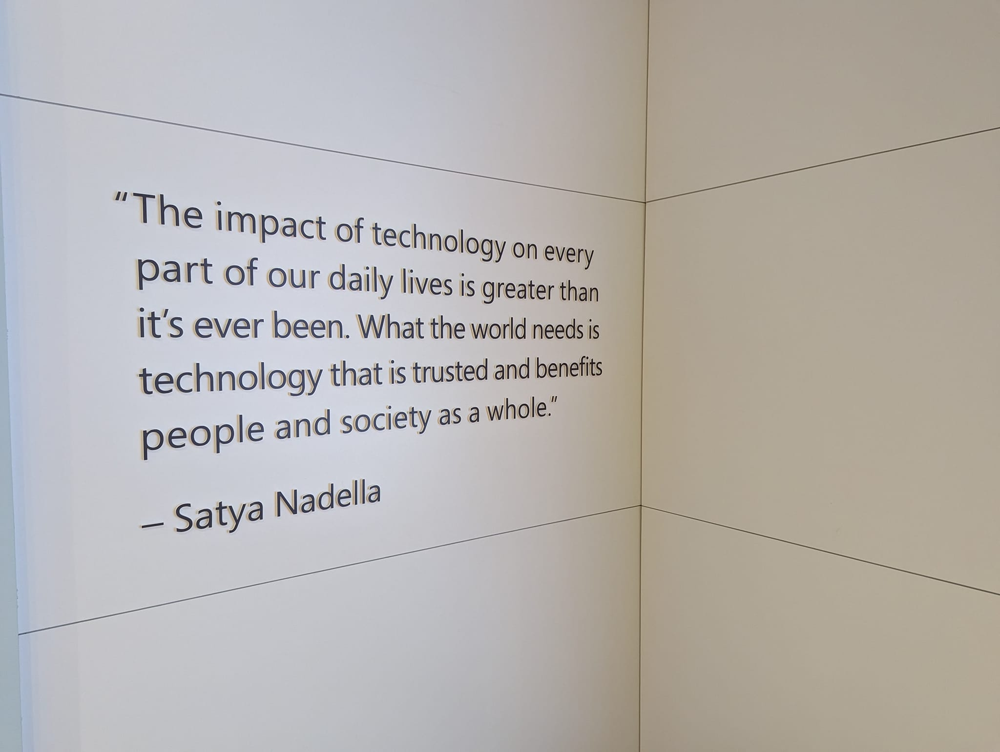 “The impact of technology on every
part of our daily lives is greater than
it’s ever been. What the world needs is
technology that is trusted and benefits
people and society as a whole.”
– Satya Nadella